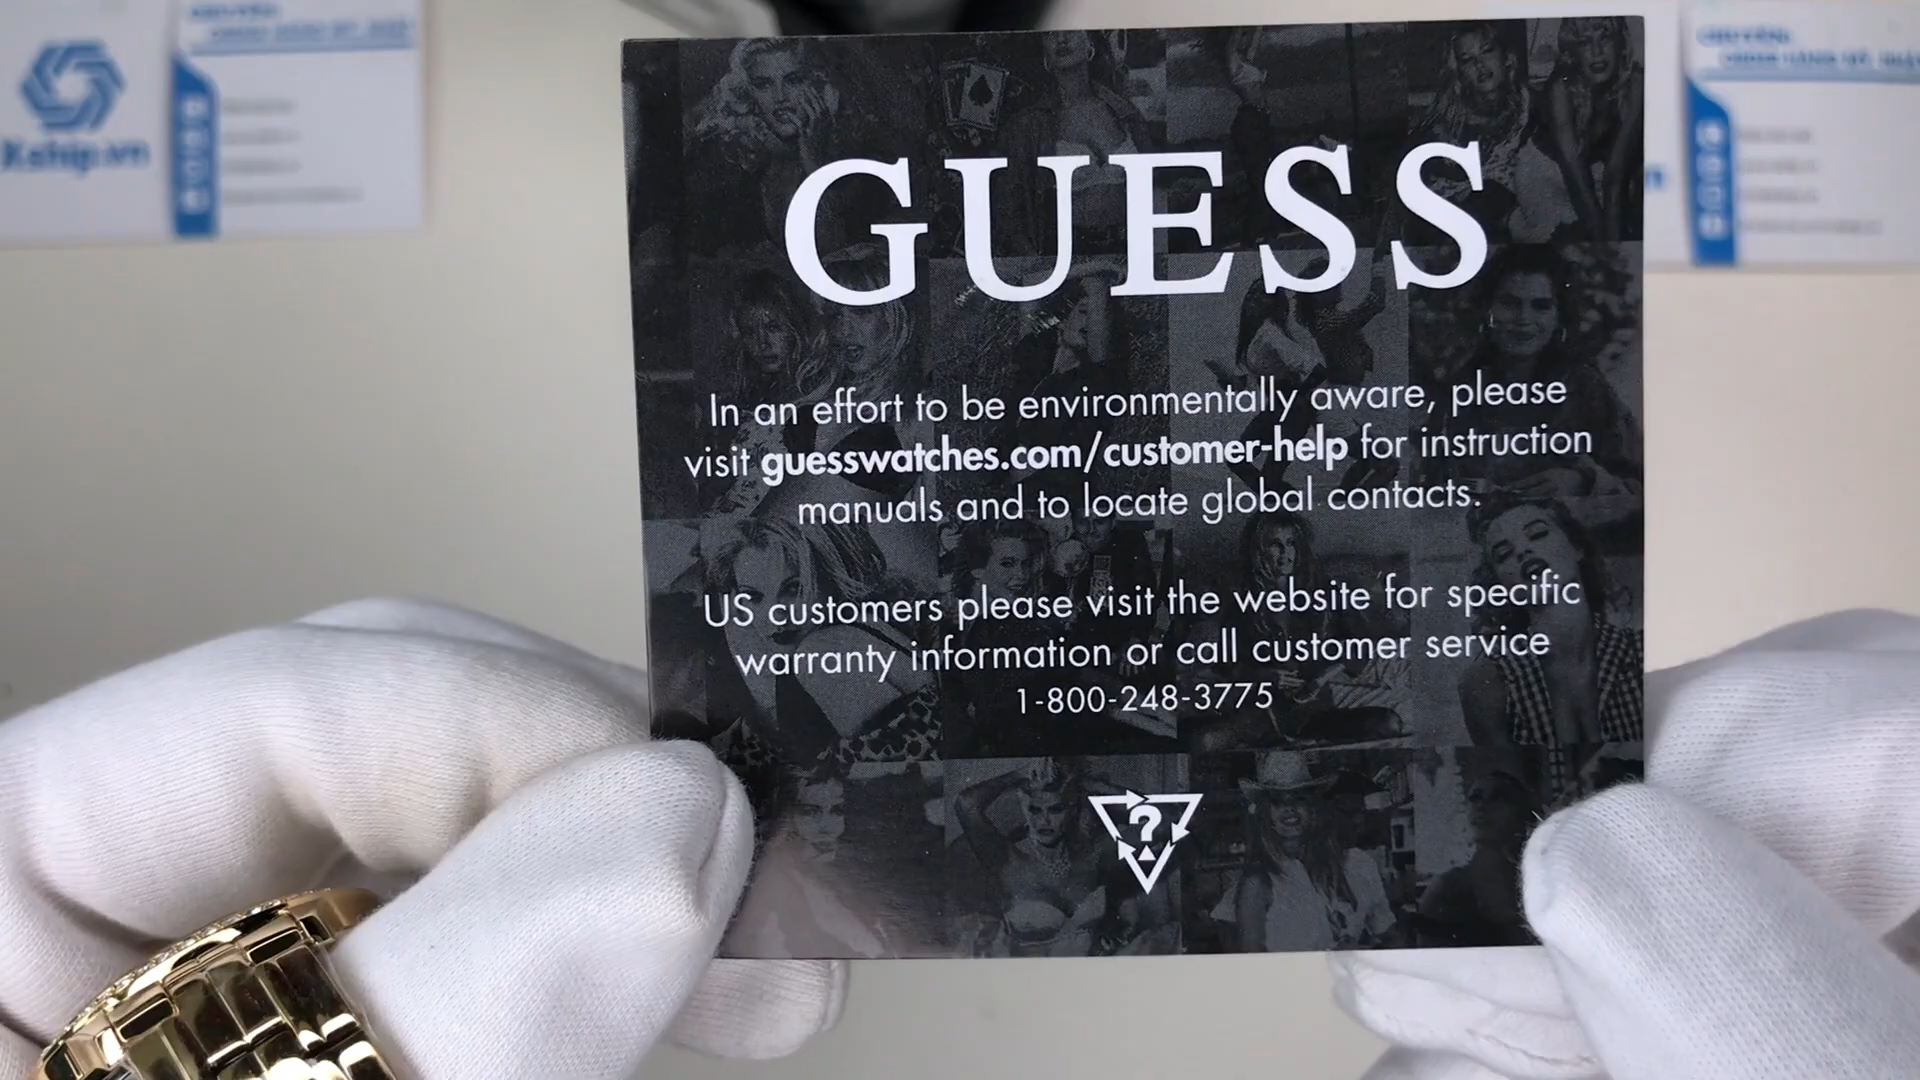 Xship.vn
GUESS
In an effort to be environmentally aware, please
visit guesswatches.com/customer-help for instruction
manuals and to locate global contacts.
US customers please visit the website for specific
warranty information or call customer service
1-800-248-3775
?